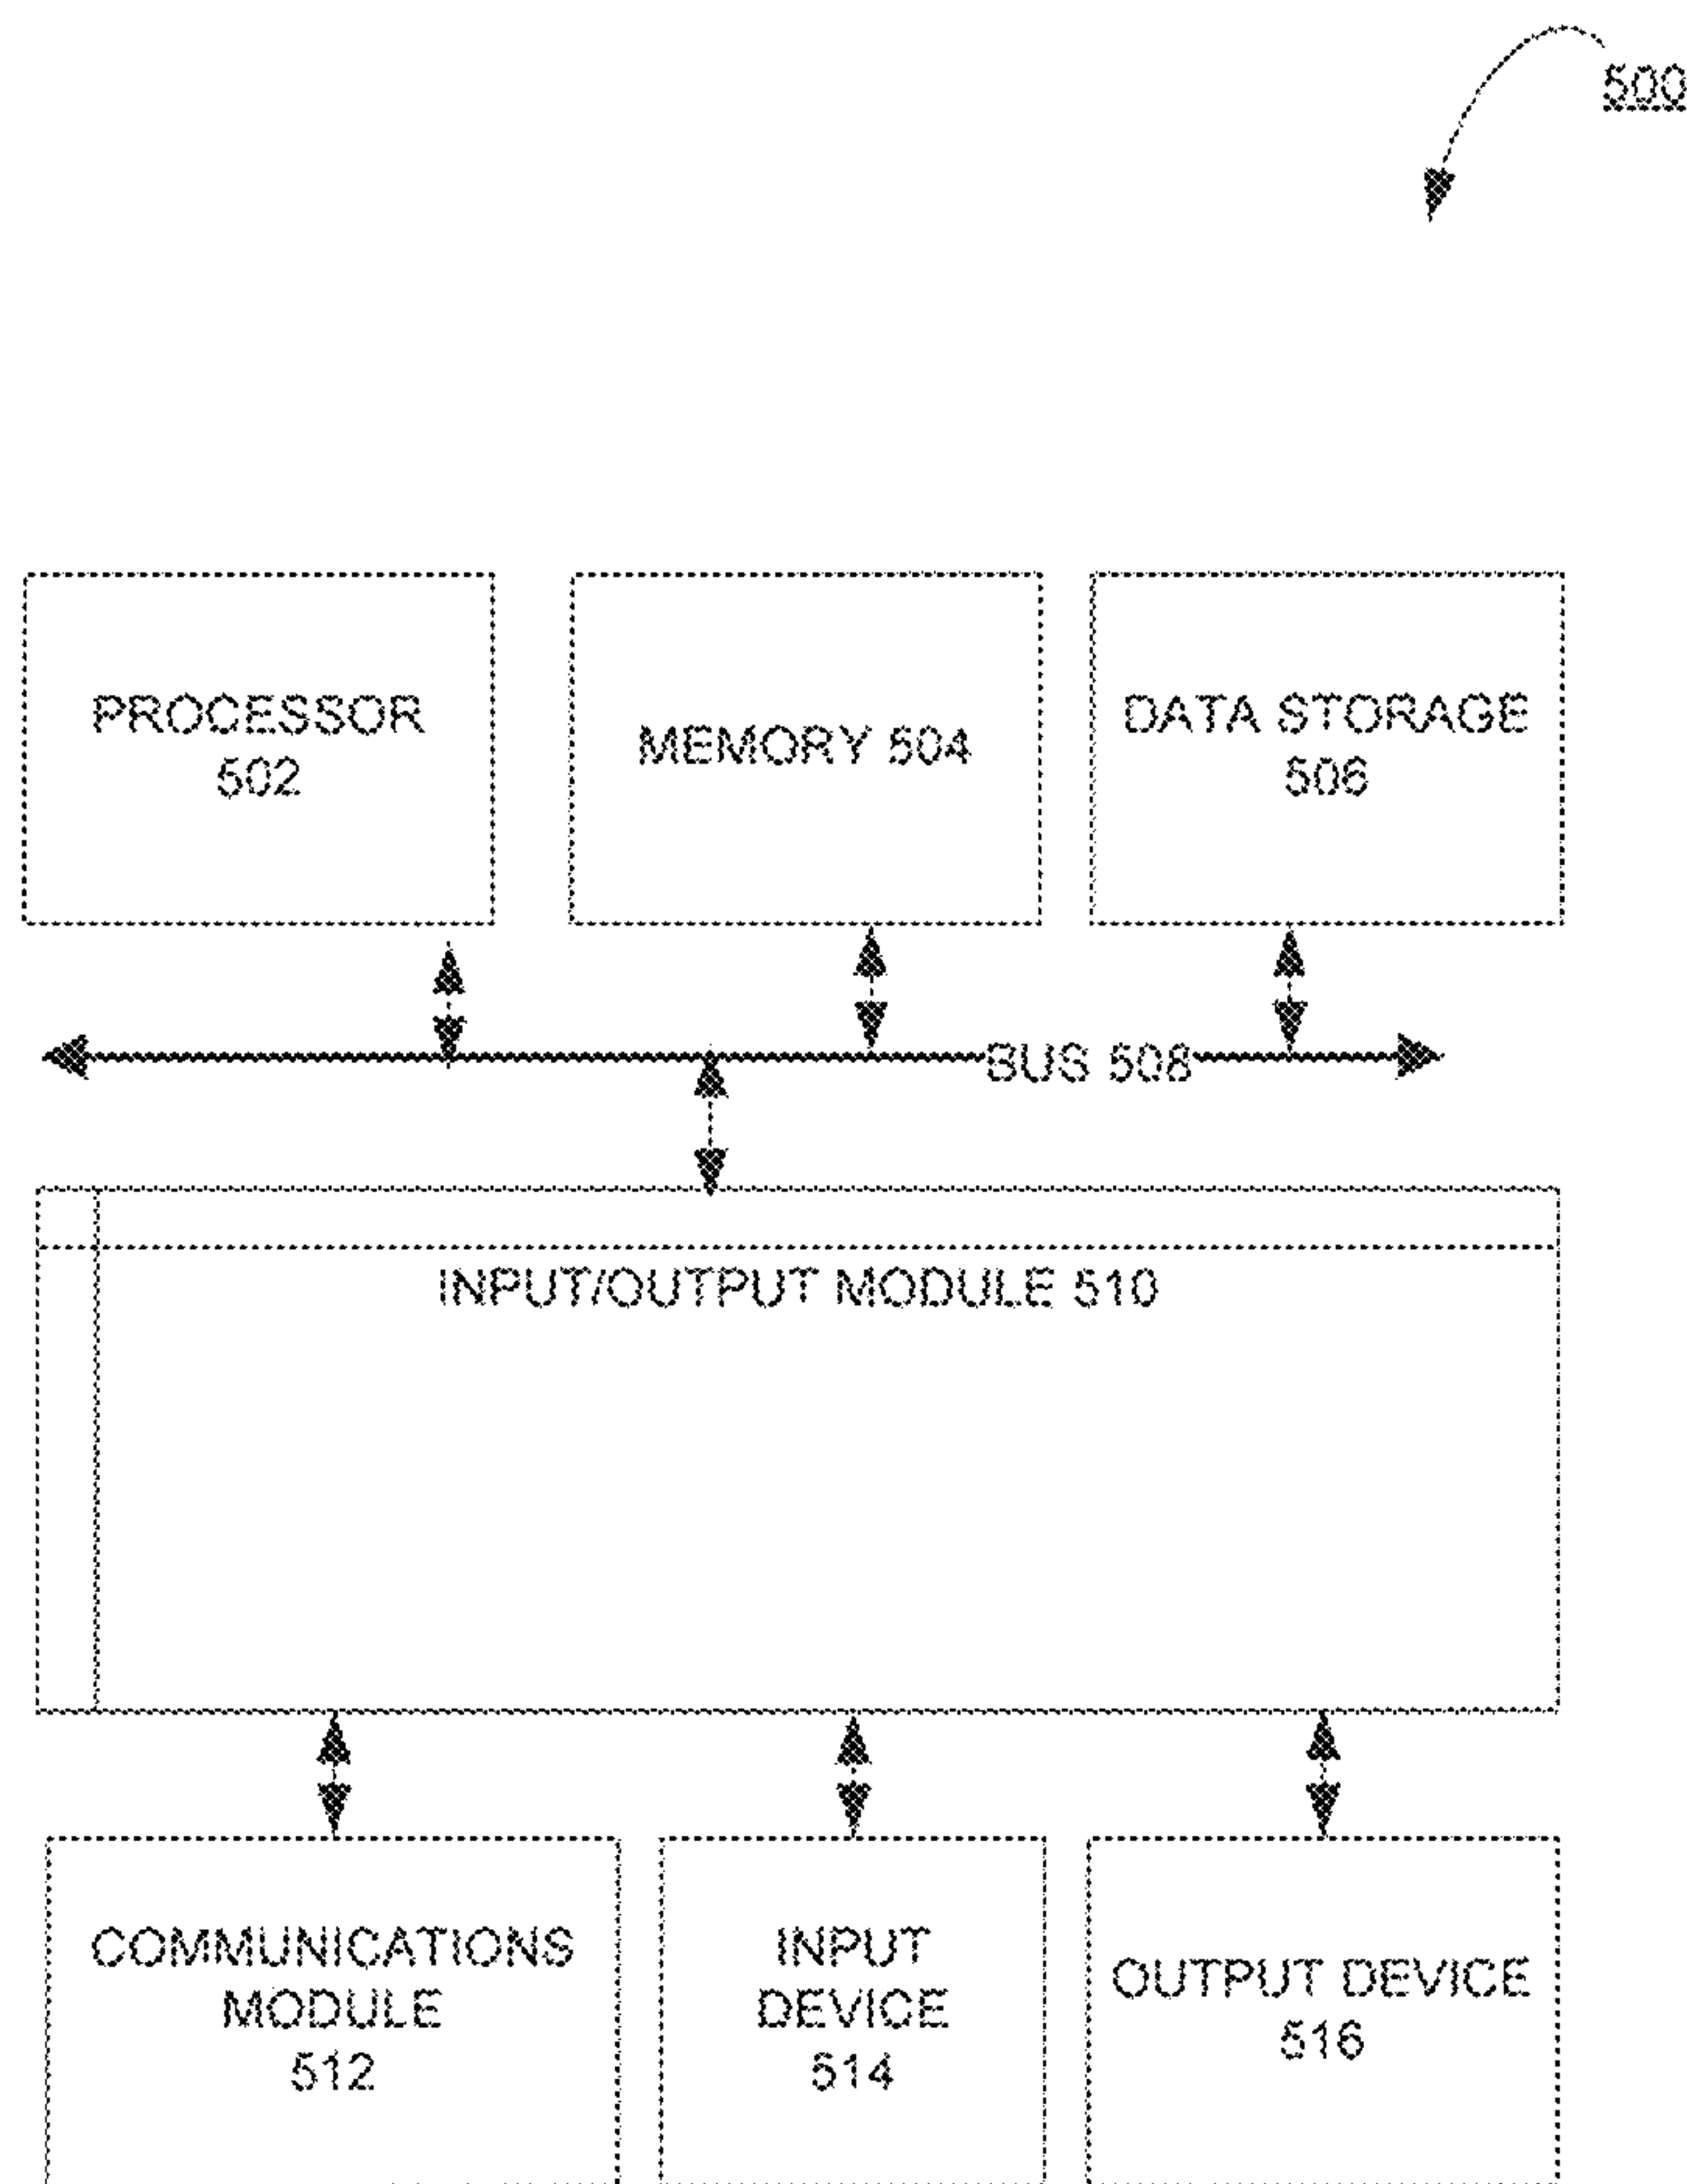 500
PROCESSOR
502
MEMORY 504
DATA STORAGE
506
BUS 508
INPUT/OUTPUT MODULE 510
COMMUNICATIONS
MODULE
512
INPUT
DEVICE
514
OUTPUT DEVICE
516